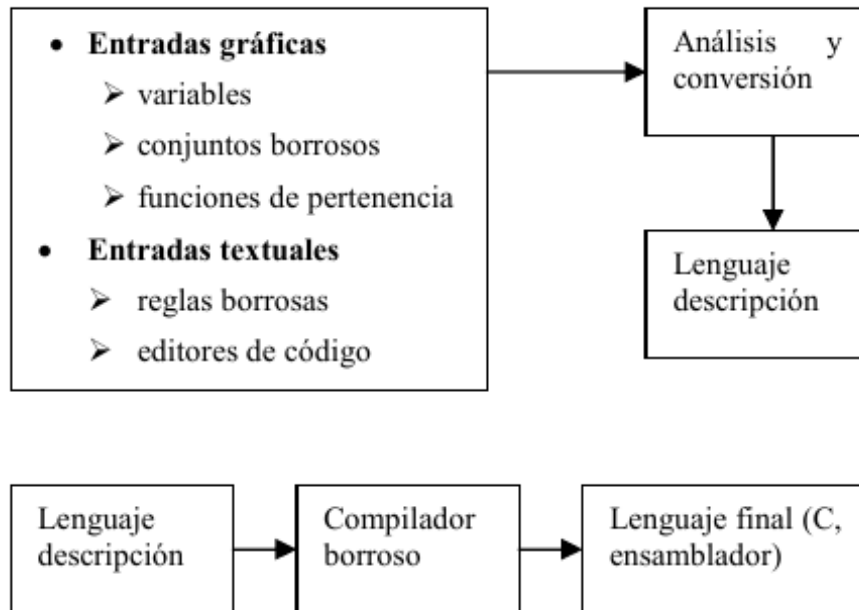 • Entradas gráficas
➢ variables
➢ conjuntos borrosos
➢ funciones de pertenencia
• Entradas textuales
➢ reglas borrosas
➢ editores de código
Análisis y
conversión
Lenguaje
descripción
Lenguaje
descripción
Compilador
borroso
Lenguaje final (C,
ensamblador)